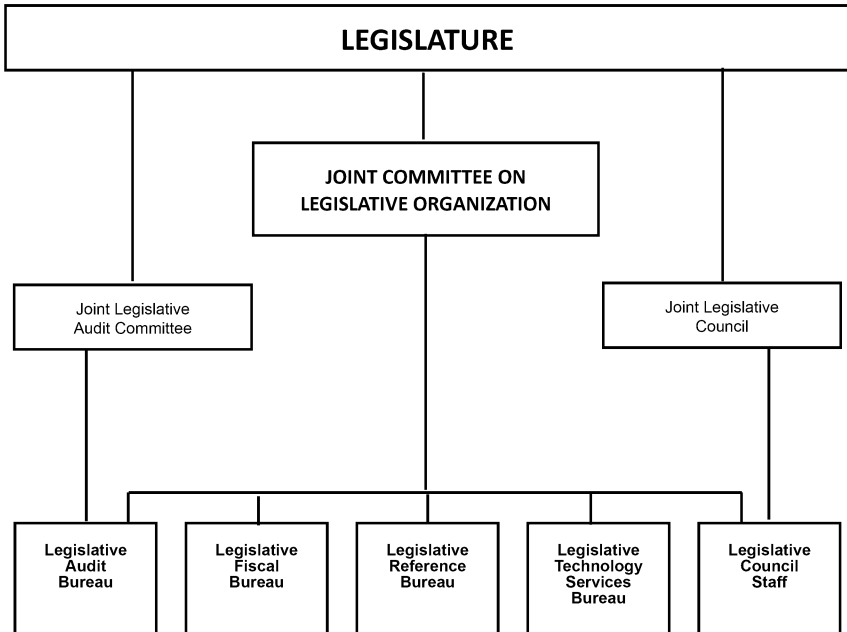 LEGISLATURE
JOINT COMMITTEE ON
LEGISLATIVE ORGANIZATION
Joint Legislative
Audit Committee
Joint Legislative
Council
Legislative
Audit
Bureau
Legislative
Fiscal
Bureau
Legislative
Reference
Bureau
Legislative
Technology
Services
Bureau
Legislative
Council
Staff